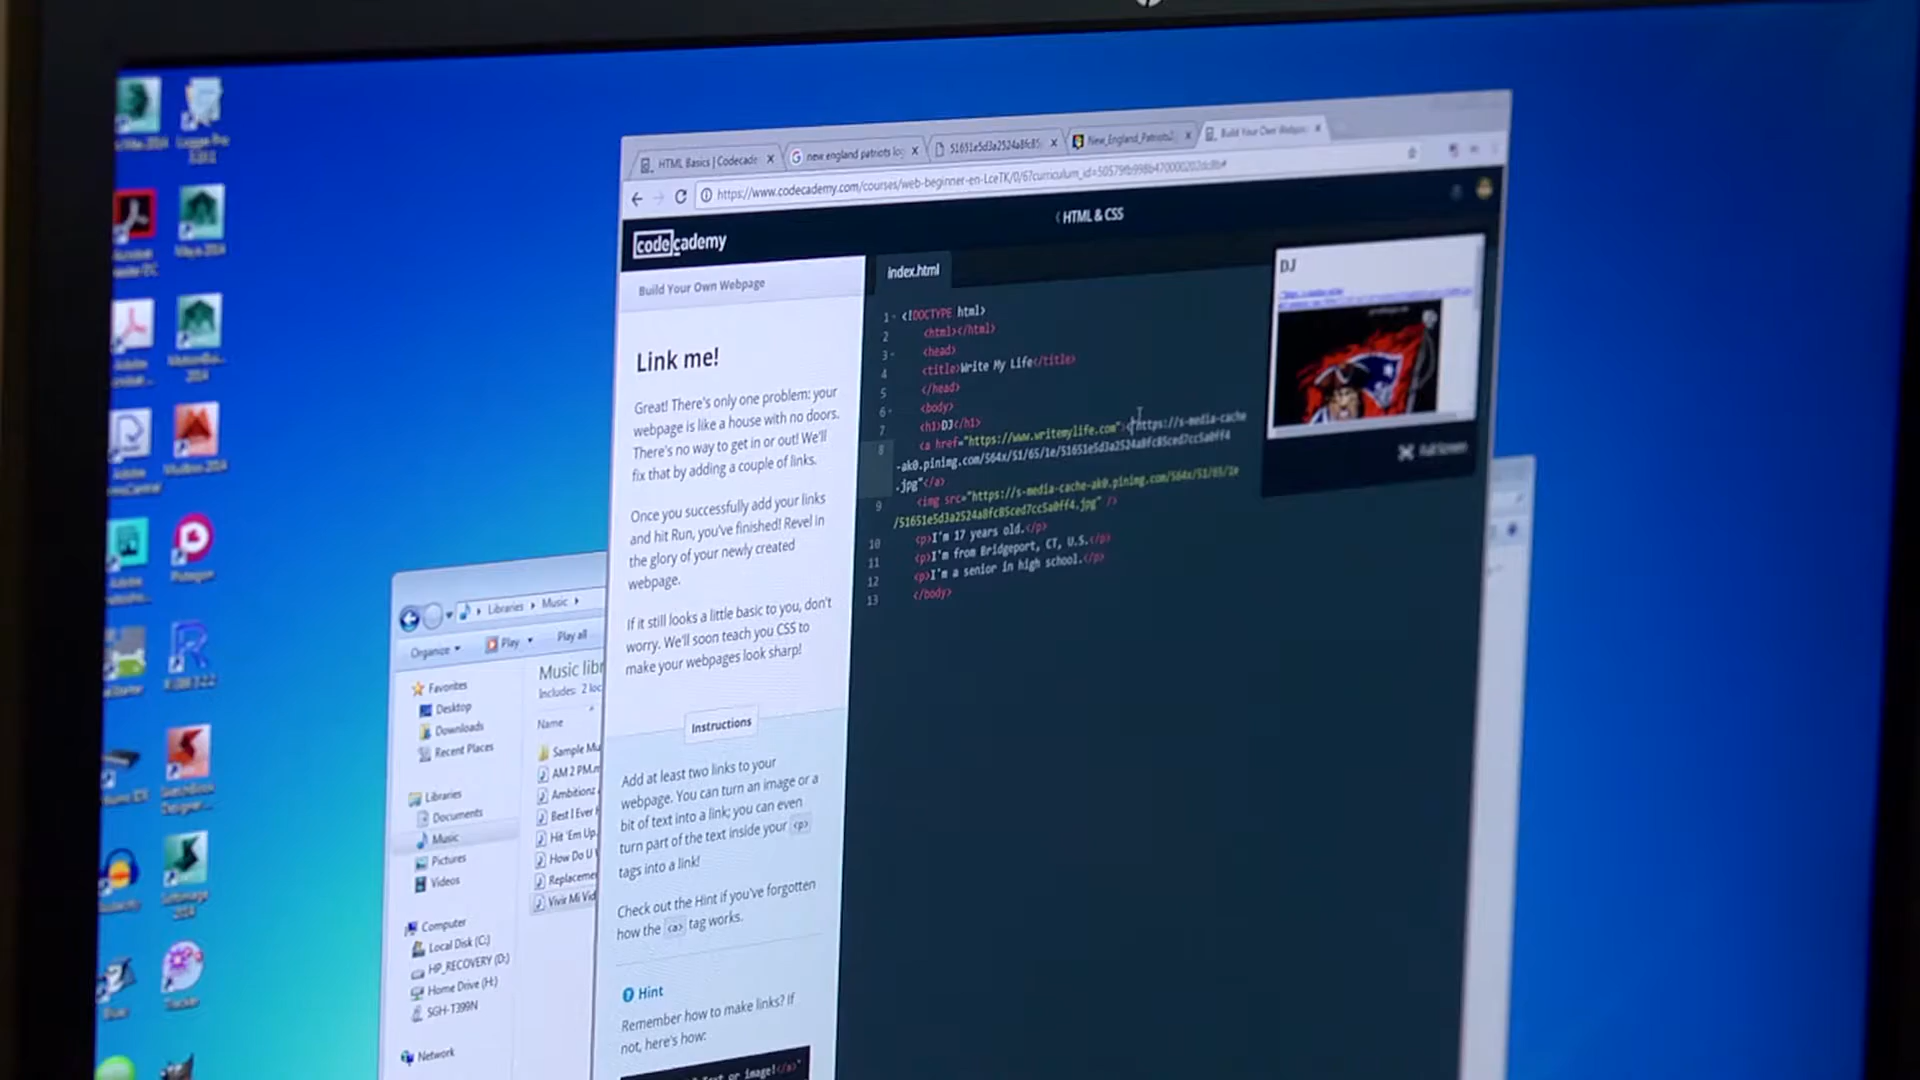 HTML Basics | Codecade
new england patriots lo
51651e5d3a2524a8fc85
New_England_Patriots
Build Your Own Webpa
https://www.codecademy.com/courses/web-beginner-en-LceTK/0/6?curriculum_id=50579fb998b470000202dc8b#
codecademy
HTML & CSS
Build Your Own Webpage
index.html
Link me!
Great! There's only one problem: your
webpage is like a house with no doors.
There's no way to get in or out! We'll
fix that by adding a couple of links.
Once you successfully add your links
and hit Run, you've finished! Revel in
the glory of your newly created
webpage.
If it still looks a little basic to you, don't
worry. We'll soon teach you CSS to
make your webpages look sharp!
Instructions
Add at least two links to your
webpage. You can turn an image or a
bit of text into a link; you can even
turn part of the text inside your <p>
tags into a link!
Check out the Hint if you've forgotten
how the <a> tag works.
Hint
Remember how to make links? If
not, here's how:
Text or image!</a>"
1 <!DOCTYPE html>
2 <html></html>
3 <head>
4 <title>Write My Life</title>
5 </head>
6 <body>
7 <h1>DJ</h1>
8 <a href="https://www.writemylife.com"><"https://s-media-cache
-ak0.pinimg.com/564x/51/65/1e/51651e5d3a2524a8fc85ced7cc5a0ff4
.jpg"</a>
9 <img src="https://s-media-cache-ak0.pinimg.com/564x/51/65/1e
/51651e5d3a2524a8fc85ced7cc5a0ff4.jpg" />
10 <p>I'm 17 years old.</p>
11 <p>I'm from Bridgeport, CT, U.S.</p>
12 <p>I'm a senior in high school.</p>
13 </body>
DJ
Full Screen
Libraries
Music
Organize
Play
Play all
Music libr
Includes: 2 loc
Name
Favorites
Desktop
Downloads
Recent Places
Libraries
Documents
Music
Pictures
Videos
Computer
Local Disk (C:)
HP_RECOVERY (D:)
Home Drive (H:)
SGH-T399N
Network
Sample Mu
AM 2 PM.m
Ambitionz
Best I Ever
Hit 'Em Up
How Do U
Replaceme
Vivir Mi Vid